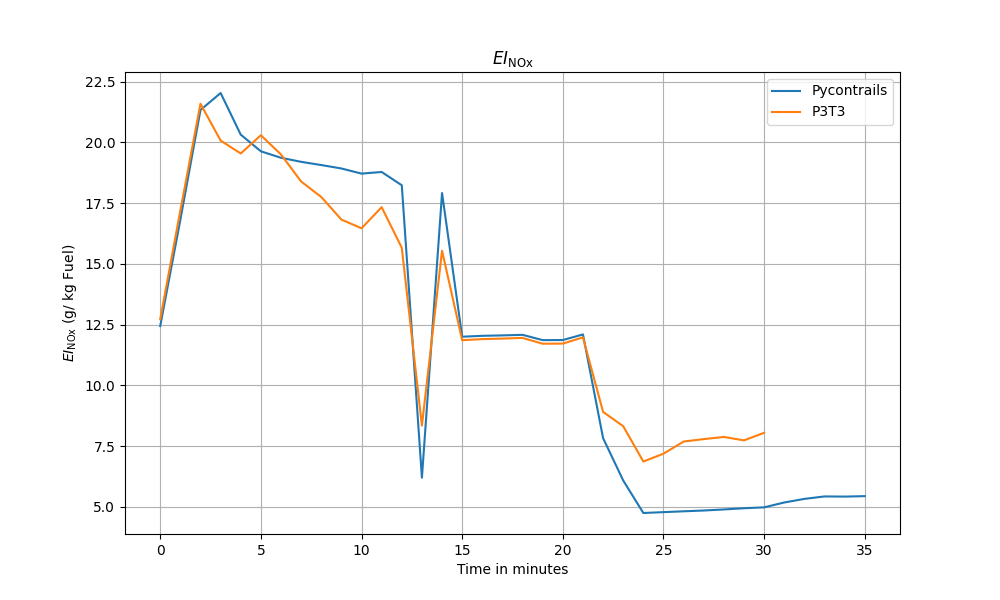 EI_NOx
22.5
20.0
17.5
15.0
12.5
10.0
7.5
5.0
EI_NOx (g/ kg Fuel)
Pycontrails
P3T3
0 5 10 15 20 25 30 35
Time in minutes